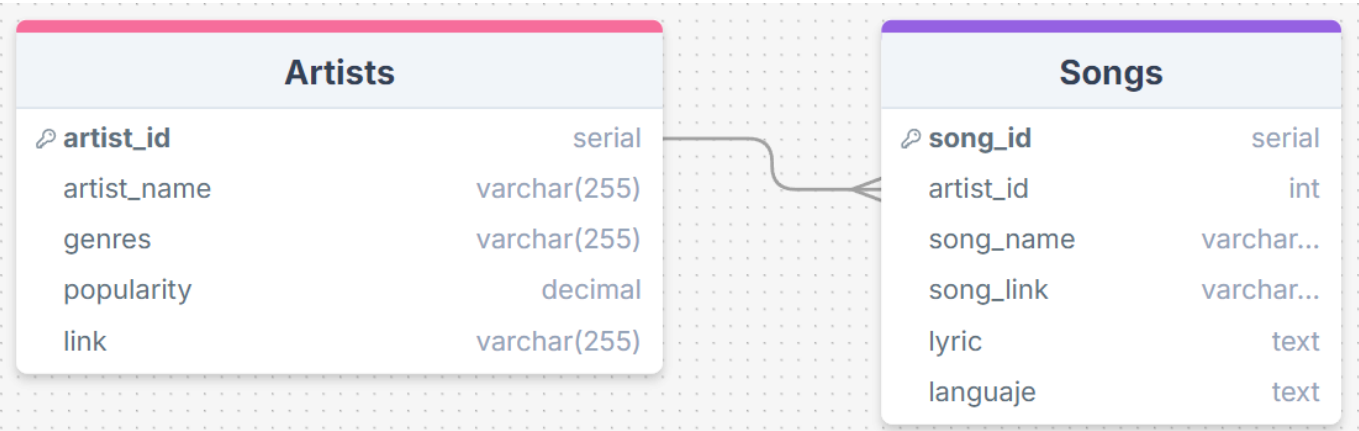 Artists
artist_id serial
artist_name varchar(255)
genres varchar(255)
popularity decimal
link varchar(255)
Songs
song_id serial
artist_id int
song_name varchar...
song_link varchar...
lyric text
languaje text